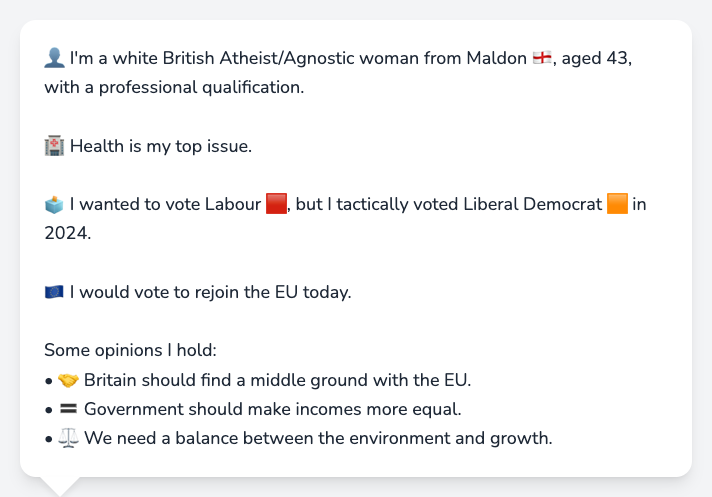 👤 I'm a white British Atheist/Agnostic woman from Maldon 🏴󠁧󠁢󠁥󠁮󠁧󠁿, aged 43,
with a professional qualification.
🏥 Health is my top issue.
🗳️ I wanted to vote Labour 🟥, but I tactically voted Liberal Democrat 🟧 in
2024.
🇪🇺 I would vote to rejoin the EU today.
Some opinions I hold:
• 🤝 Britain should find a middle ground with the EU.
• 🟰 Government should make incomes more equal.
• ⚖️ We need a balance between the environment and growth.